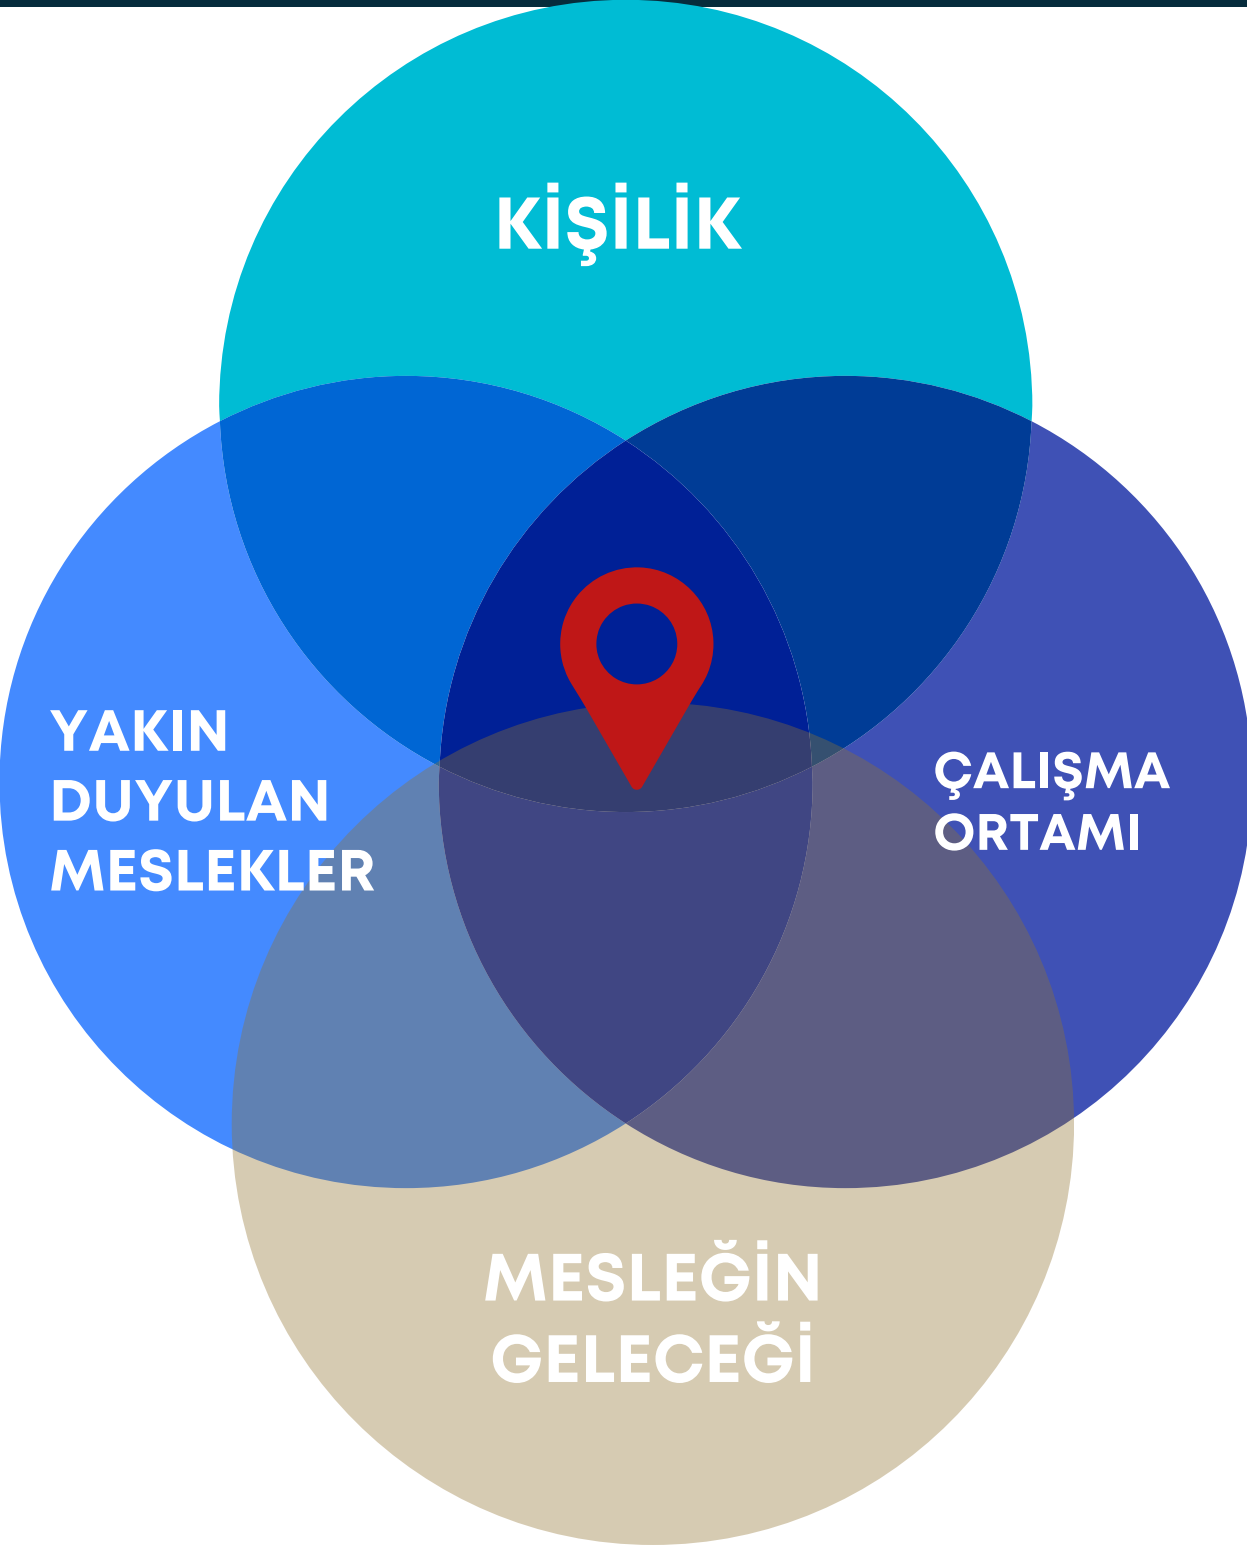 KİŞİLİK
YAKIN
DUYULAN
MESLEKLER
ÇALIŞMA
ORTAMI
MESLEĞİN
GELECEĞİ